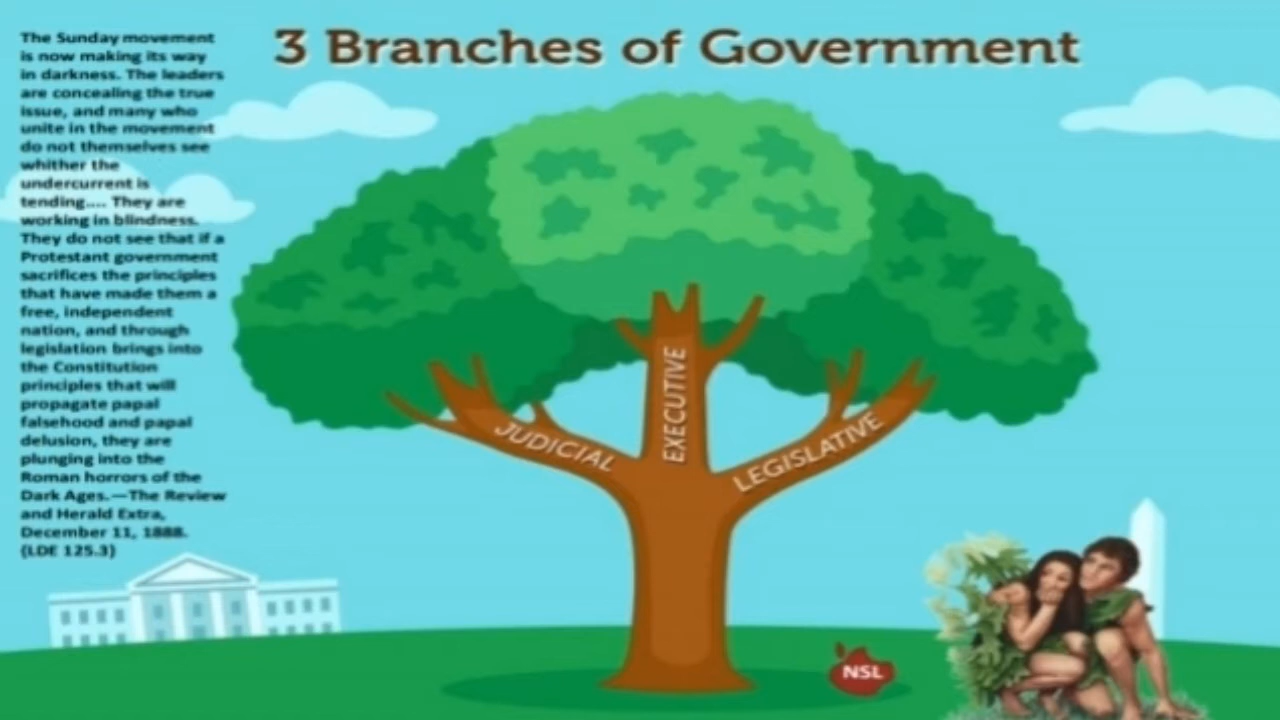 3 Branches of Government
The Sunday movement
is now making its way
in darkness. The leaders
are concealing the true
issue, and many who
unite in the movement
do not themselves see
whither the
undercurrent is
tending.... They are
working in blindness.
They do not see that if a
Protestant government
sacrifices the principles
that have made them a
free, independent
nation, and through
legislation brings into
the Constitution
principles that will
propagate papal
falsehood and papal
delusion, they are
plunging into the
Roman horrors of the
Dark Ages.—The Review
and Herald Extra,
December 11, 1888.
{LDE 125.3}
JUDICIAL
EXECUTIVE
LEGISLATIVE
NSL